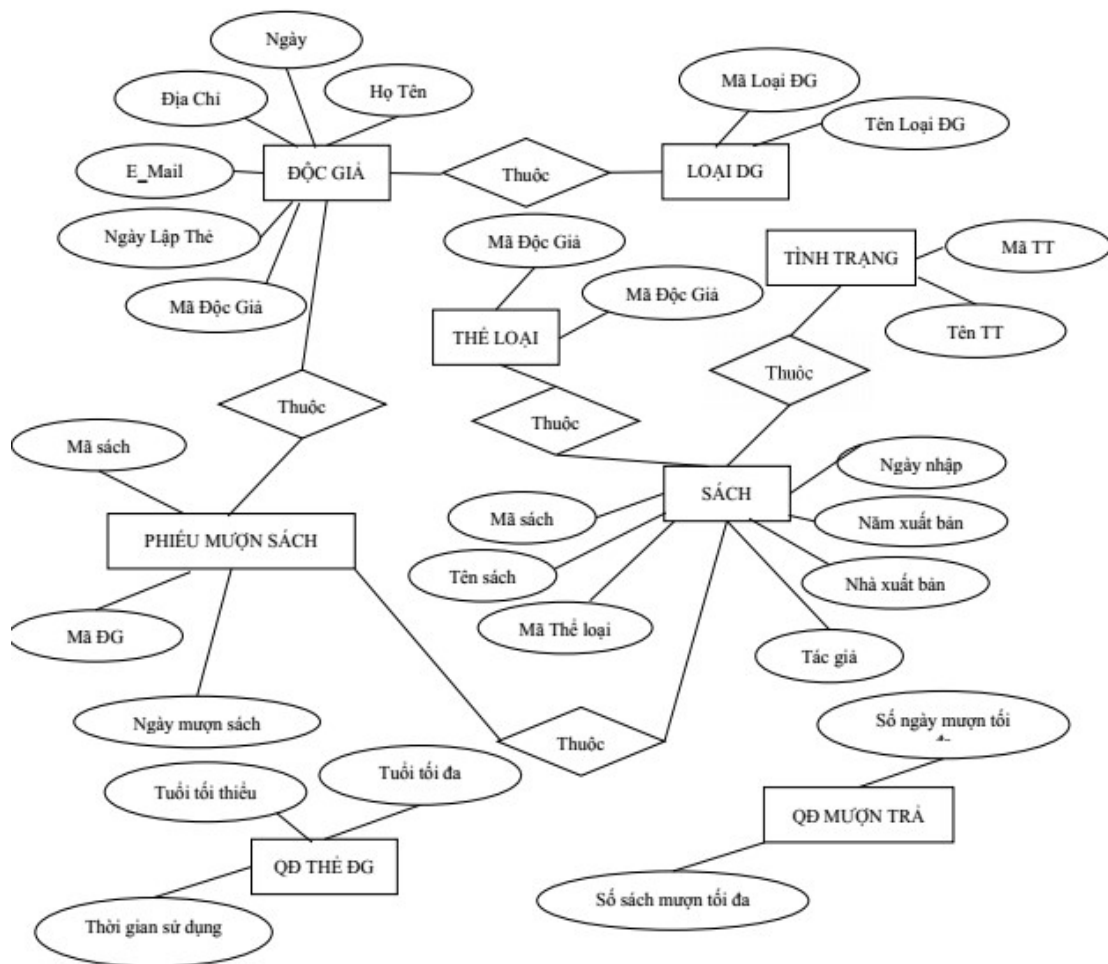 Ngày
Họ Tên
Địa Chỉ
Mã Loại ĐG
Tên Loại ĐG
E_Mail
ĐỘC GIẢ
Thuộc
LOẠI DG
Ngày Lập Thẻ
Mã Độc Giả
Mã Độc Giả
Mã Độc Giả
TÌNH TRẠNG
Mã TT
Tên TT
THỂ LOẠI
Thuộc
Thuộc
Thuộc
Mã sách
Ngày nhập
SÁCH
Mã sách
Năm xuất bản
PHIẾU MƯỢN SÁCH
Tên sách
Nhà xuất bản
Mã Thể loại
Mã ĐG
Tác giả
Ngày mượn sách
Thuộc
Số ngày mượn tối
Tuổi tối đa
Tuổi tối thiểu
QĐ MƯỢN TRẢ
QĐ THẺ ĐG
Số sách mượn tối đa
Thời gian sử dụng